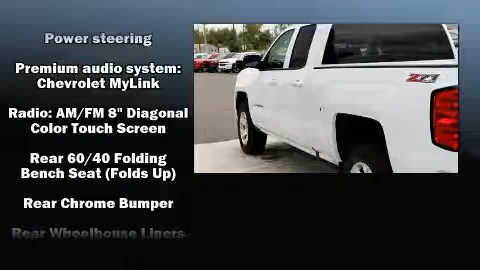 Power steering
Premium audio system:
Chevrolet MyLink
Radio: AM/FM 8" Diagonal
Color Touch Screen
Rear 60/40 Folding
Bench Seat (Folds Up)
Rear Chrome Bumper
Rear Wheelhouse Liners
Z71